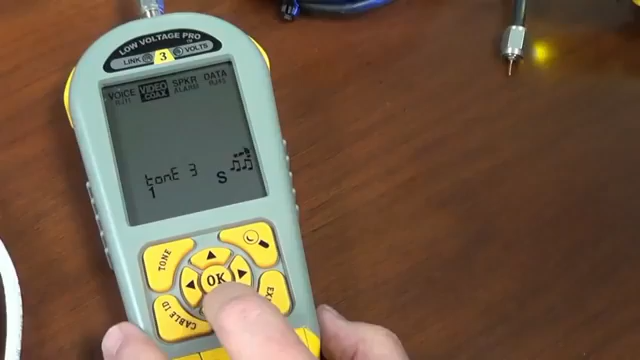 LOW VOLTAGE PRO
LINK 3 VOLTS
VOICE VIDEO SPKR DATA
RJ11 COAX ALARM RJ45
tonE 3
1 S
TONE
OK
CABLE ID